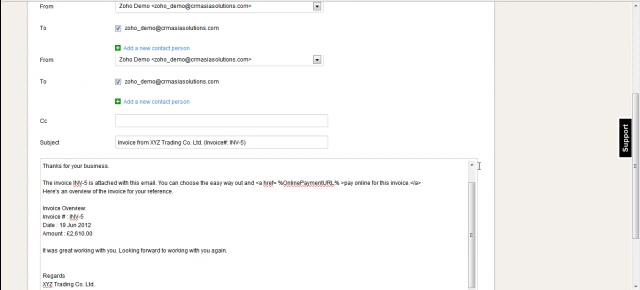 From
Zoho Demo <zoho_demo@crmasiasolutions.com>
To
zoho_demo@crmasiasolutions.com
Add a new contact person
From
Zoho Demo <zoho_demo@crmasiasolutions.com>
To
zoho_demo@crmasiasolutions.com
Add a new contact person
Cc
Subject
Invoice from XYZ Trading Co. Ltd. (Invoice#: INV-5)
Thanks for your business.
The invoice INV-5 is attached with this email. You can choose the easy way out and <a href= %OnlinePaymentURL% >pay online for this invoice.</a>
Here's an overview of the invoice for your reference.
Invoice Overview:
Invoice # : INV-5
Date : 19 Jun 2012
Amount : £2,610.00
It was great working with you. Looking forward to working with you again.
Regards
XYZ Trading Co. Ltd.
Support